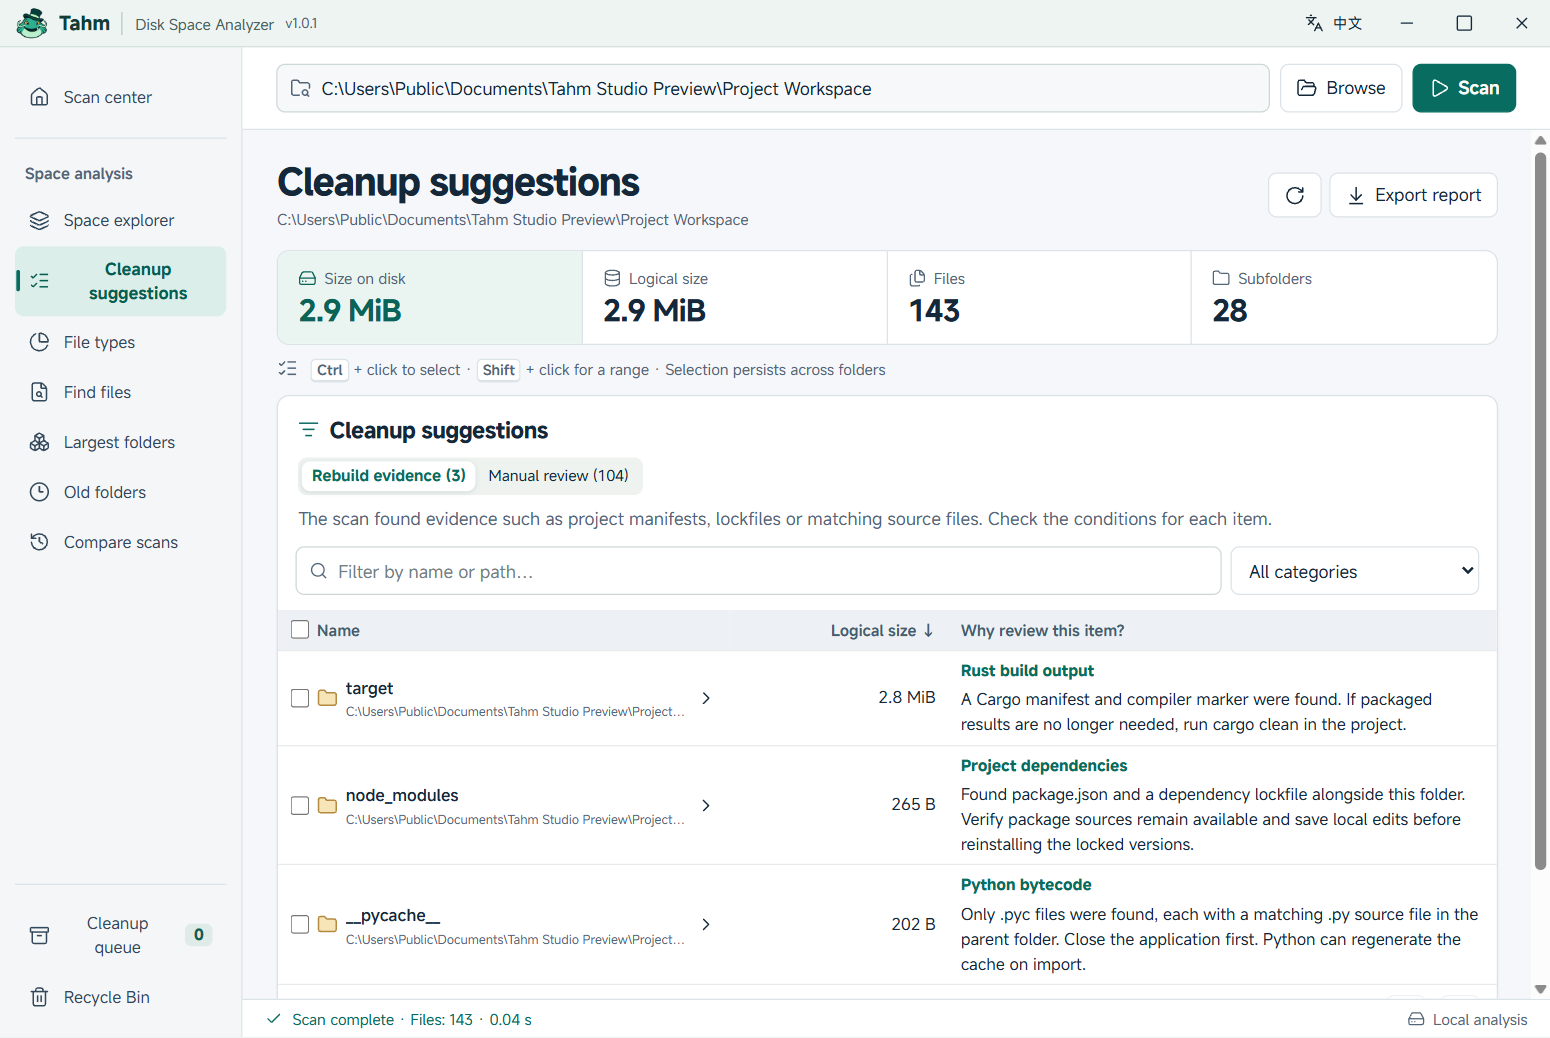 Tahm
Disk Space Analyzer
v1.0.1
中文
Scan center
Space analysis
Space explorer
Cleanup
suggestions
File types
Find files
Largest folders
Old folders
Compare scans
Cleanup
queue
0
Recycle Bin
C:\Users\Public\Documents\Tahm Studio Preview\Project Workspace
Browse
Scan
Cleanup suggestions
C:\Users\Public\Documents\Tahm Studio Preview\Project Workspace
Export report
Size on disk
2.9 MiB
Logical size
2.9 MiB
Files
143
Subfolders
28
Ctrl + click to select · Shift + click for a range · Selection persists across folders
Cleanup suggestions
Rebuild evidence (3)
Manual review (104)
The scan found evidence such as project manifests, lockfiles or matching source files. Check the conditions for each item.
Filter by name or path…
All categories
Name
Logical size ↓
Why review this item?
target
C:\Users\Public\Documents\Tahm Studio Preview\Project…
2.8 MiB
Rust build output
A Cargo manifest and compiler marker were found. If packaged
results are no longer needed, run cargo clean in the project.
node_modules
C:\Users\Public\Documents\Tahm Studio Preview\Project…
265 B
Project dependencies
Found package.json and a dependency lockfile alongside this folder.
Verify package sources remain available and save local edits before
reinstalling the locked versions.
__pycache__
C:\Users\Public\Documents\Tahm Studio Preview\Project…
202 B
Python bytecode
Only .pyc files were found, each with a matching .py source file in the
parent folder. Close the application first. Python can regenerate the
cache on import.
Scan complete · Files: 143 · 0.04 s
Local analysis